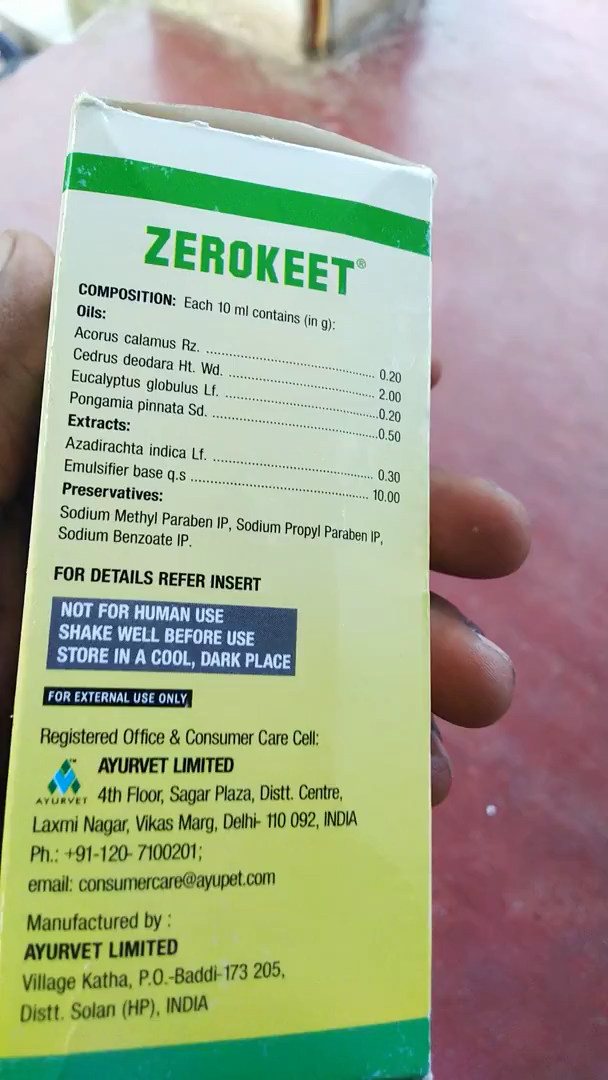 ZEROKEET®
COMPOSITION: Each 10 ml contains (in g):
Oils:
Acorus calamus Rz. .......... 0.20
Cedrus deodara Ht. Wd. .......... 2.00
Eucalyptus globulus Lf. .......... 0.20
Pongamia pinnata Sd. .......... 0.50
Extracts:
Azadirachta indica Lf. .......... 0.30
Emulsifier base q.s .......... 10.00
Preservatives:
Sodium Methyl Paraben IP, Sodium Propyl Paraben IP,
Sodium Benzoate IP.
FOR DETAILS REFER INSERT
NOT FOR HUMAN USE
SHAKE WELL BEFORE USE
STORE IN A COOL, DARK PLACE
FOR EXTERNAL USE ONLY
Registered Office & Consumer Care Cell:
AYURVET LIMITED
AYURVET
4th Floor, Sagar Plaza, Distt. Centre,
Laxmi Nagar, Vikas Marg, Delhi- 110 092, INDIA
Ph.: +91-120- 7100201;
email: consumercare@ayupet.com
Manufactured by :
AYURVET LIMITED
Village Katha, P.O.-Baddi-173 205,
Distt. Solan (HP), INDIA